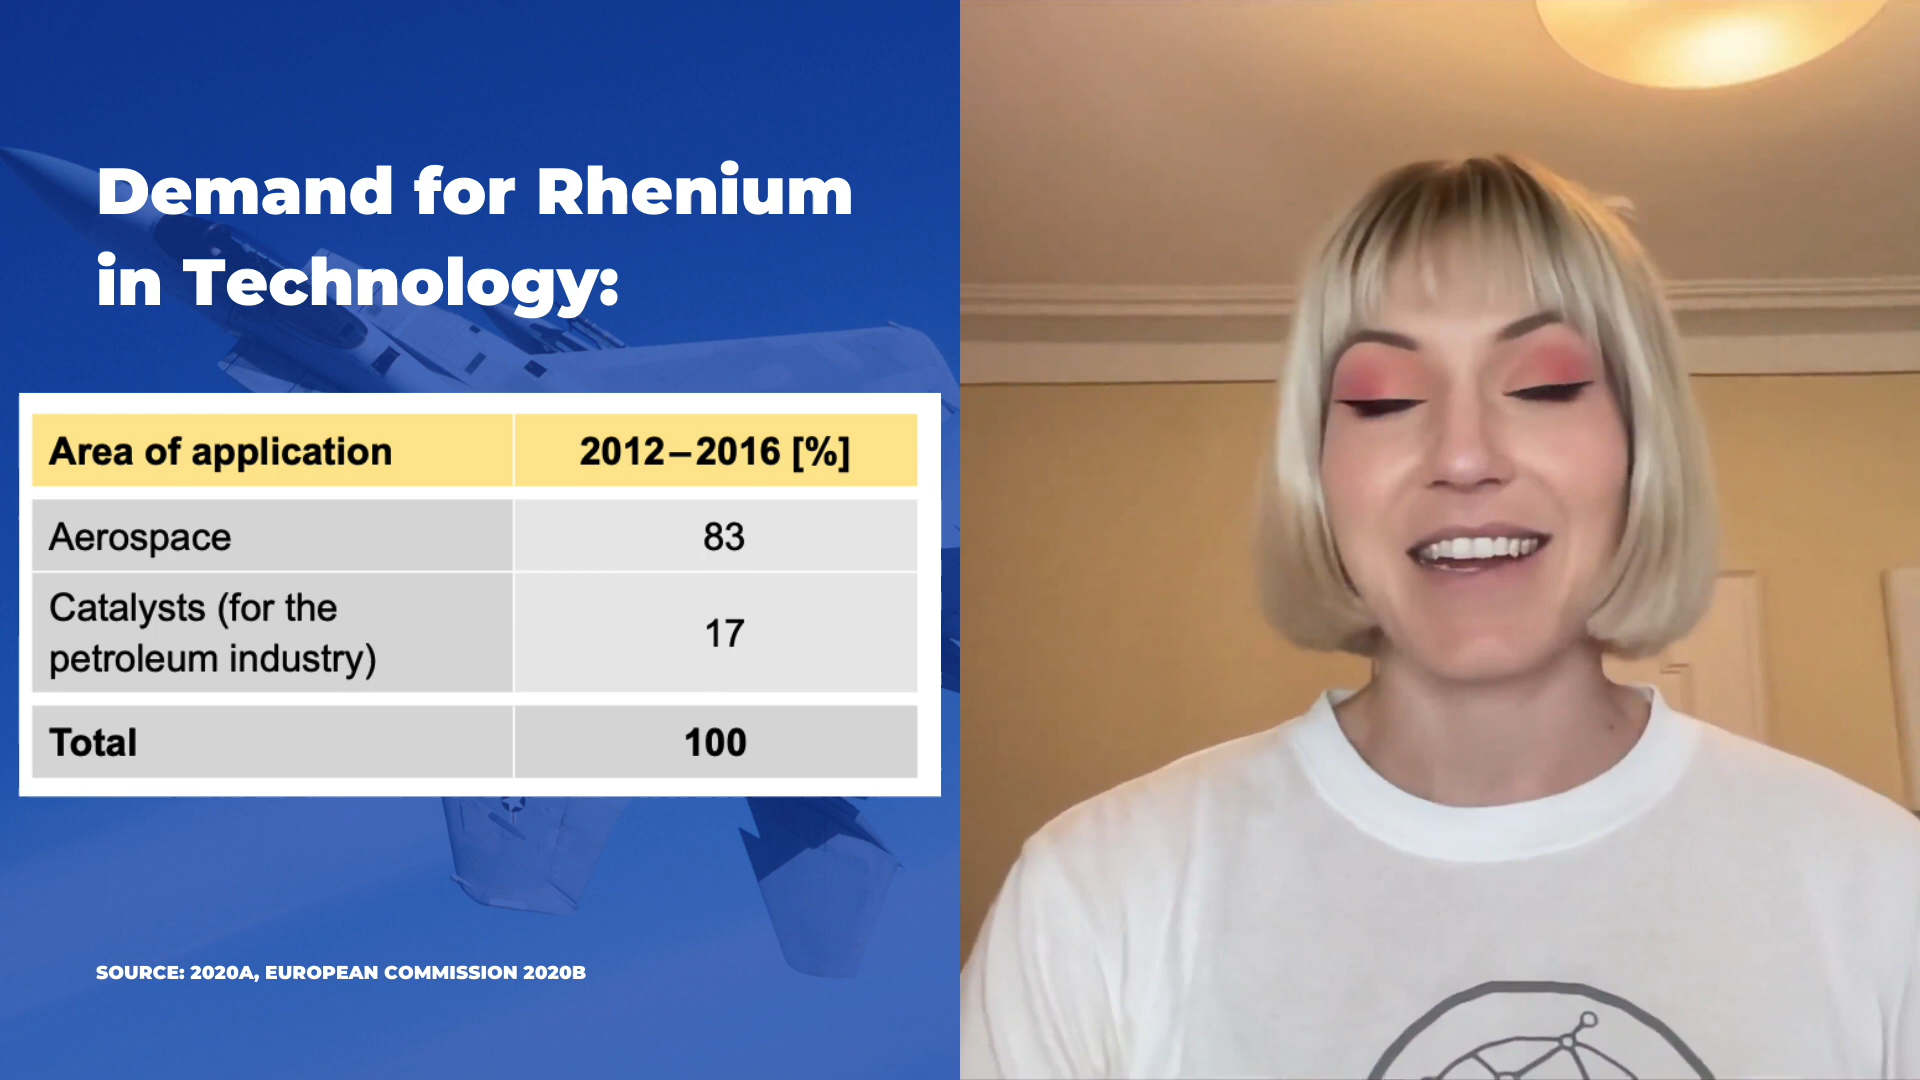 Demand for Rhenium
in Technology:
Area of application 2012–2016 [%]
Aerospace 83
Catalysts (for the
petroleum industry) 17
Total 100
SOURCE: 2020A, EUROPEAN COMMISSION 2020B